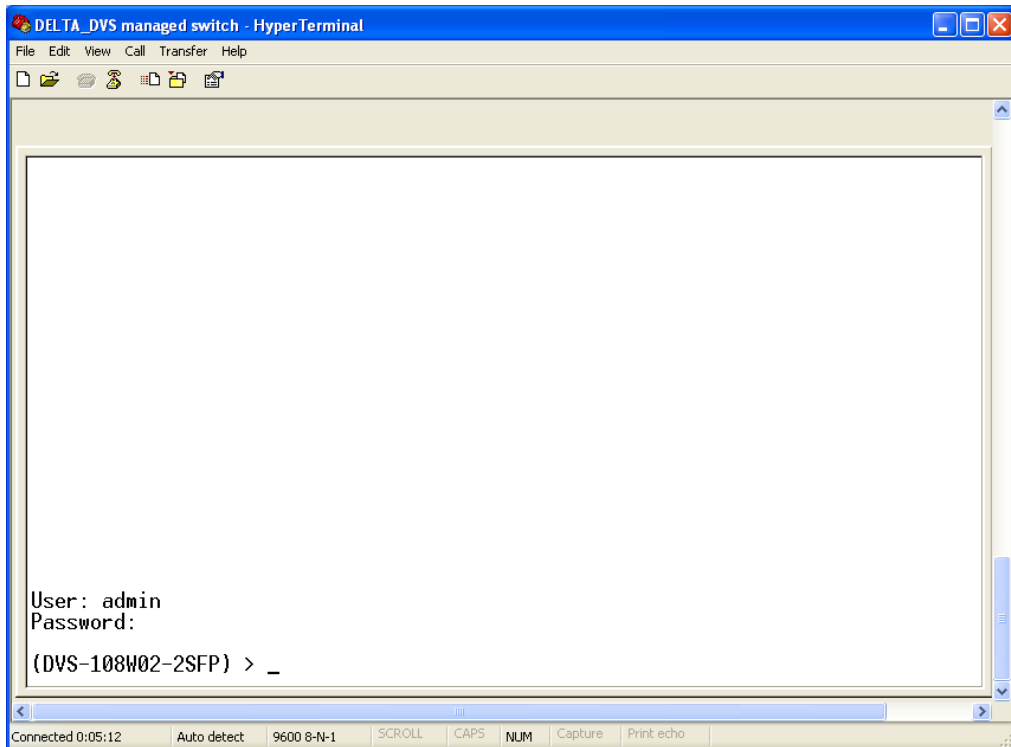 DELTA_DVS managed switch - HyperTerminal
File Edit View Call Transfer Help
User: admin
Password:
(DVS-108W02-2SFP) > _
Connected 0:05:12 Auto detect 9600 8-N-1 SCROLL CAPS NUM Capture Print echo